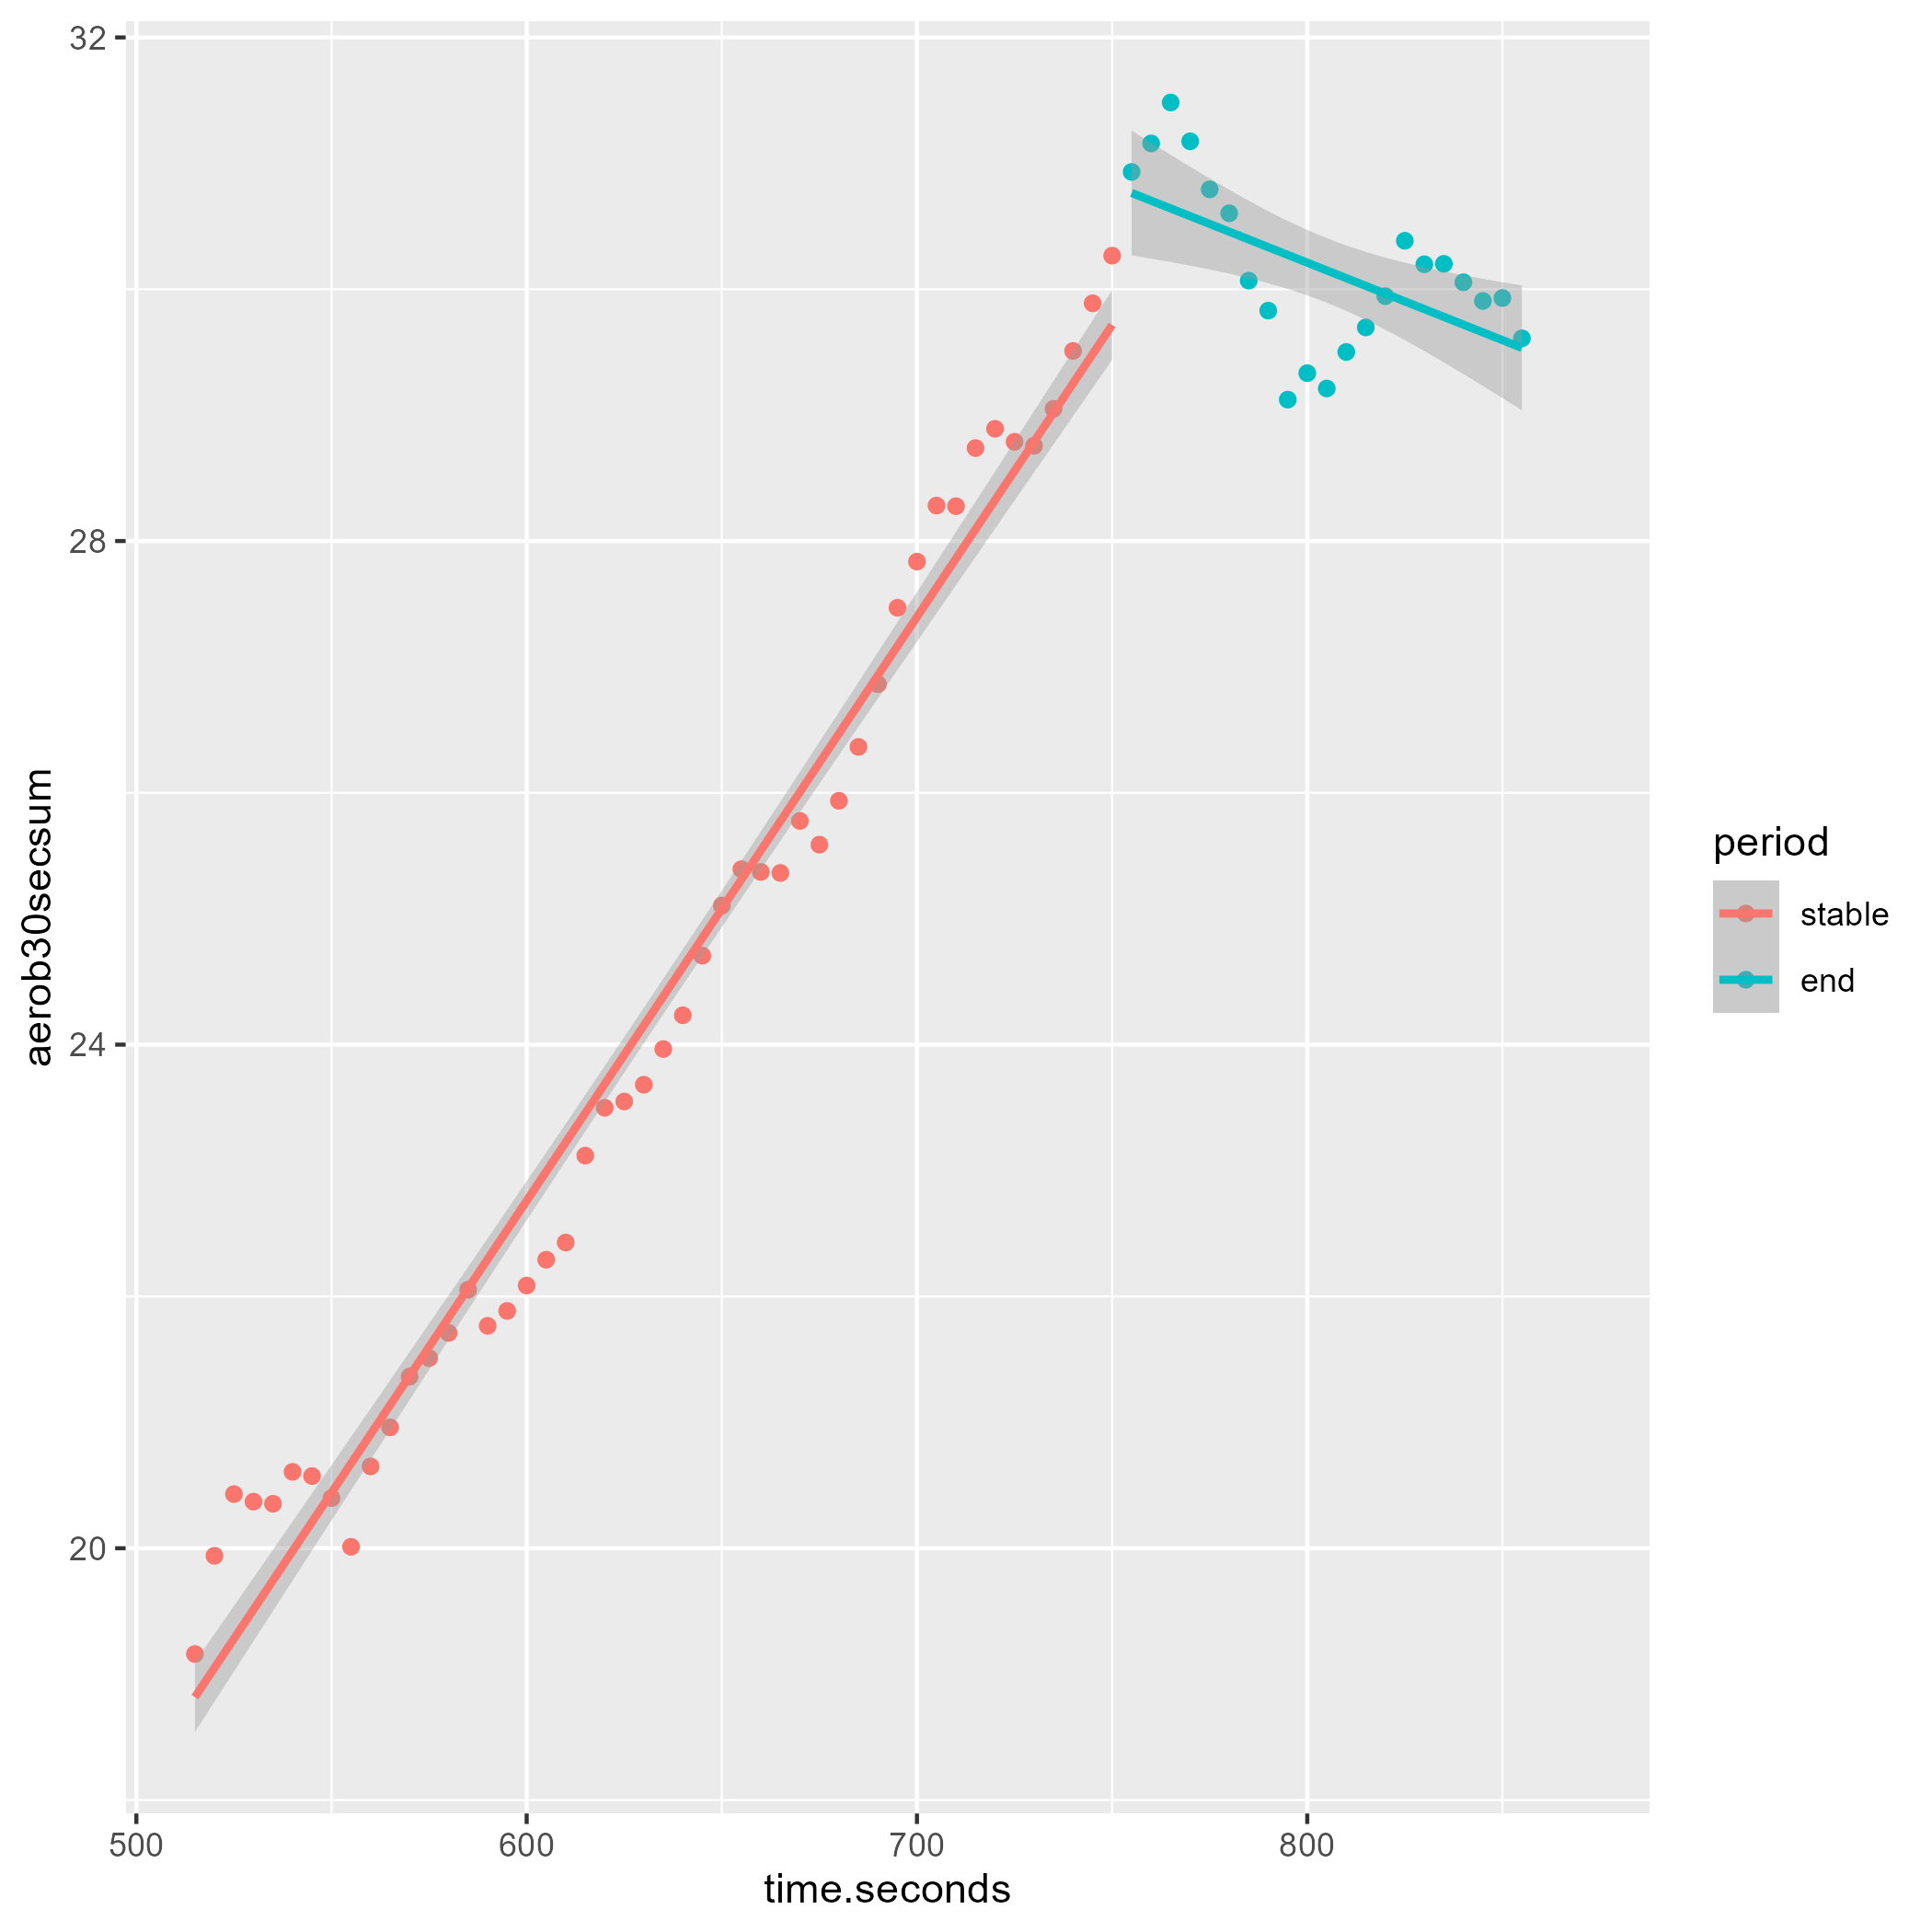 32
28
24
20
aerob30secsum
500 600 700 800
time.seconds
period
stable
end